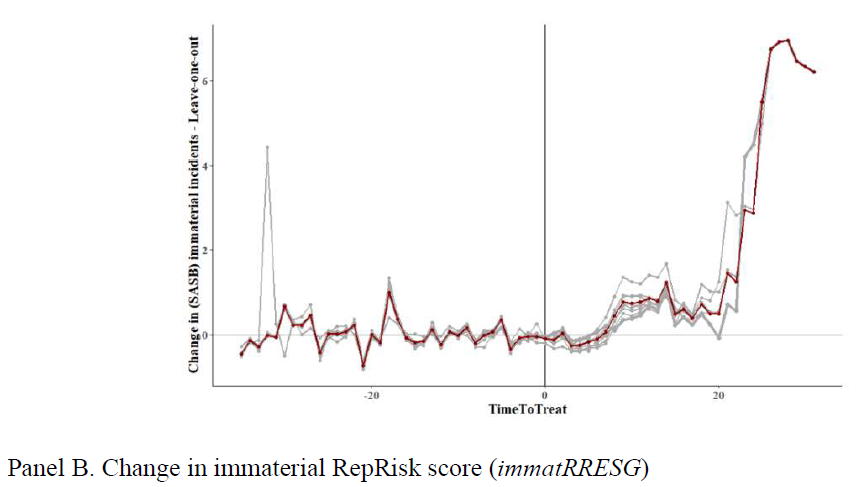 Change in (SASB) immaterial incidents - Leave-one-out
6
4
2
0
-20
0
20
TimeToTreat
Panel B. Change in immaterial RepRisk score (immatRRESG)